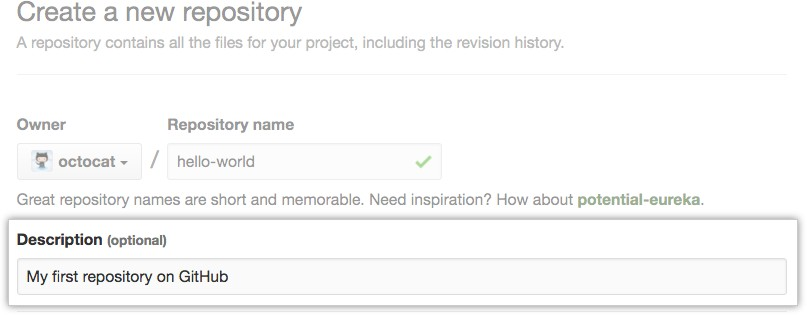 Create a new repository
A repository contains all the files for your project, including the revision history.
Owner Repository name
octocat / hello-world
Great repository names are short and memorable. Need inspiration? How about potential-eureka.
Description (optional)
My first repository on GitHub